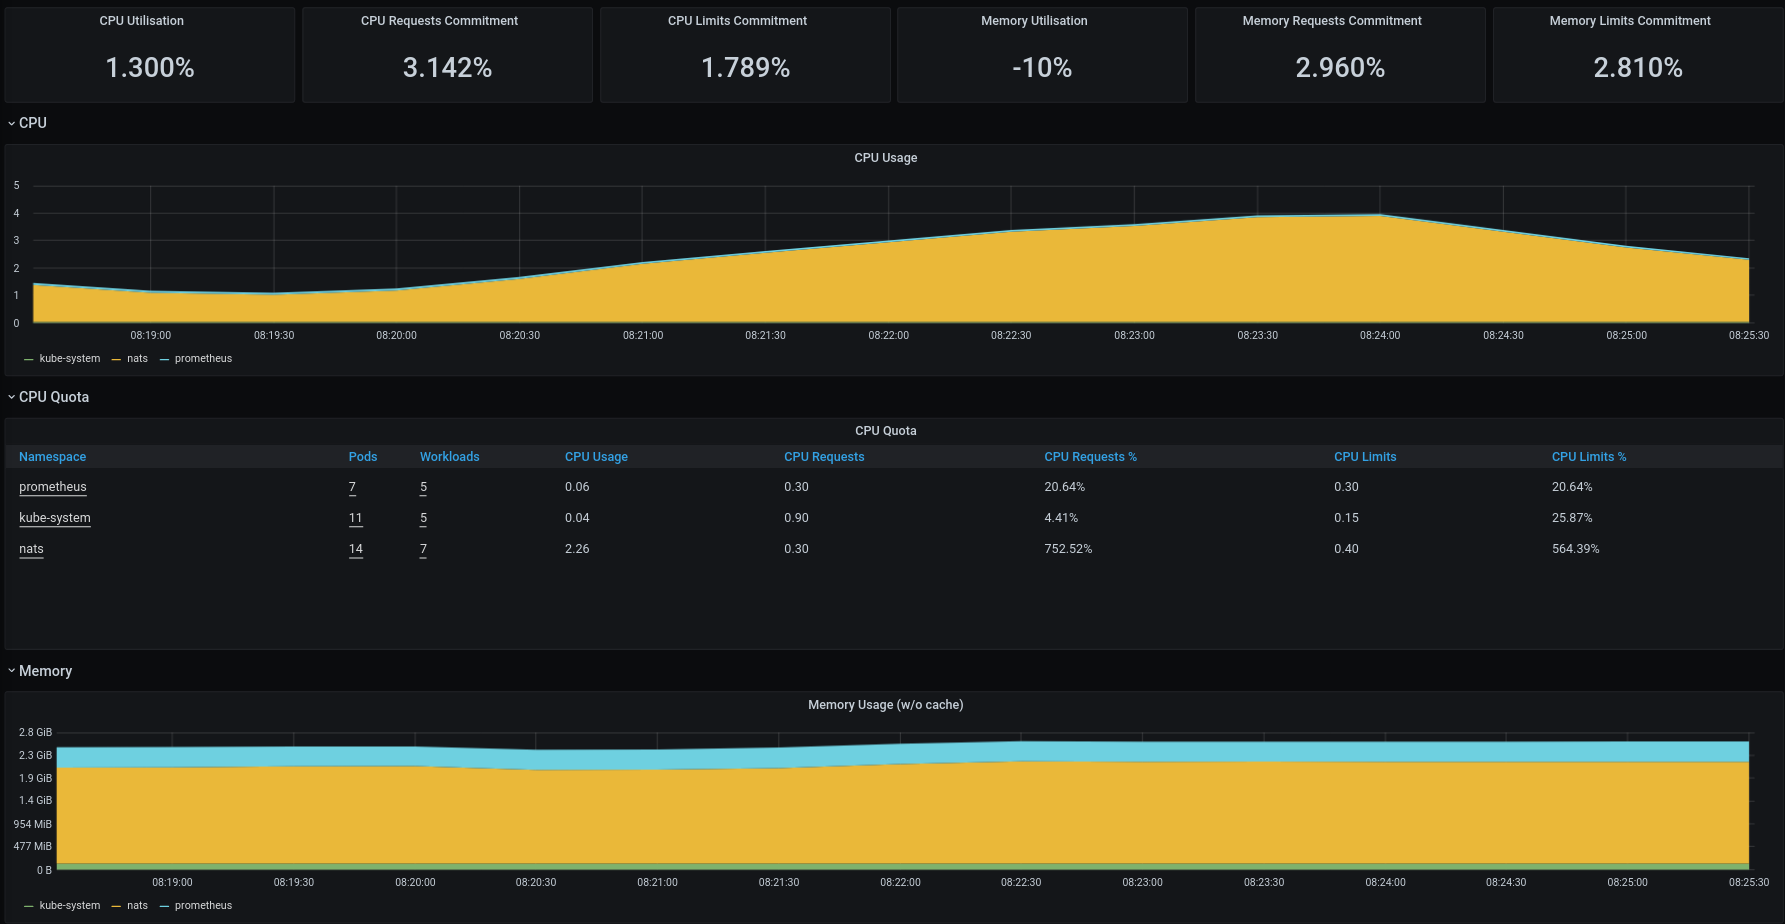 CPU Utilisation CPU Requests Commitment CPU Limits Commitment Memory Utilisation Memory Requests Commitment Memory Limits Commitment
1.300% 3.142% 1.789% -10% 2.960% 2.810%
CPU
CPU Usage
5
4
3
2
1
0
08:19:00 08:19:30 08:20:00 08:20:30 08:21:00 08:21:30 08:22:00 08:22:30 08:23:00 08:23:30 08:24:00 08:24:30 08:25:00 08:25:30
kube-system nats prometheus
CPU Quota
CPU Quota
Namespace Pods Workloads CPU Usage CPU Requests CPU Requests % CPU Limits CPU Limits %
prometheus 7 5 0.06 0.30 20.64% 0.30 20.64%
kube-system 11 5 0.04 0.90 4.41% 0.15 25.87%
nats 14 7 2.26 0.30 752.52% 0.40 564.39%
Memory
Memory Usage (w/o cache)
2.8 GiB
2.3 GiB
1.9 GiB
1.4 GiB
954 MiB
477 MiB
0 B
08:19:00 08:19:30 08:20:00 08:20:30 08:21:00 08:21:30 08:22:00 08:22:30 08:23:00 08:23:30 08:24:00 08:24:30 08:25:00 08:25:30
kube-system nats prometheus